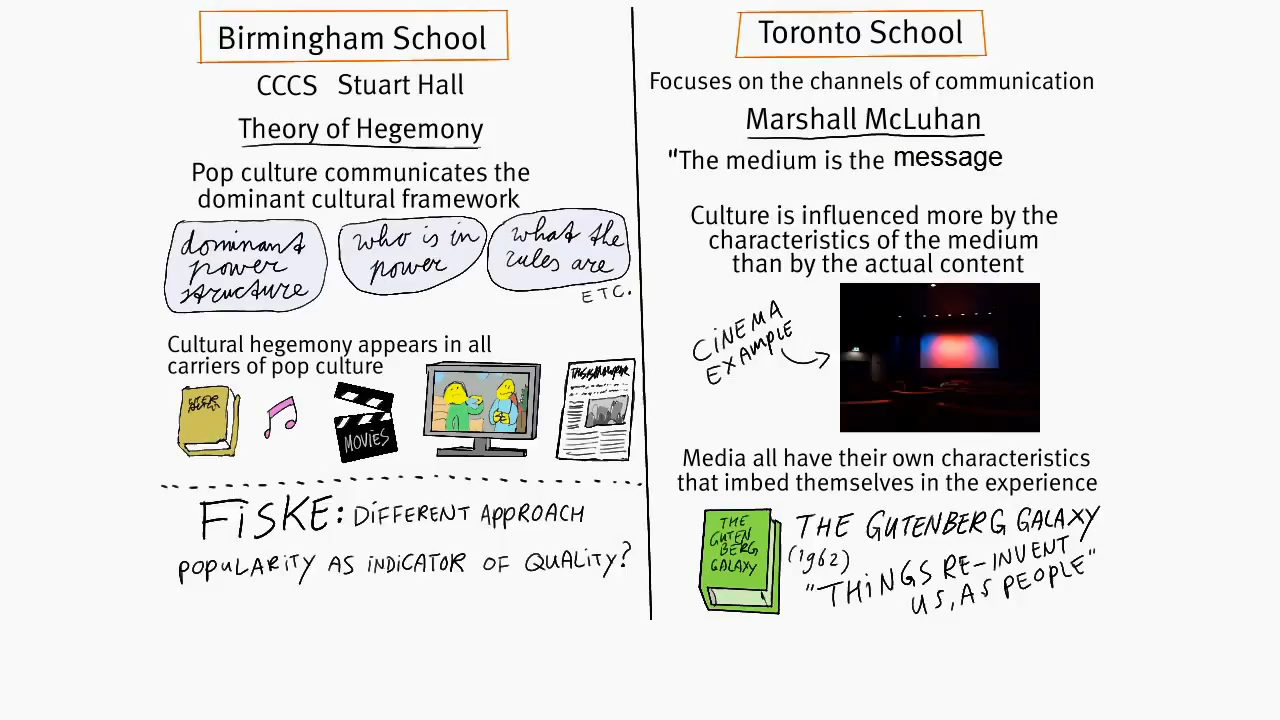 Birmingham School
CCCS Stuart Hall
Theory of Hegemony
Pop culture communicates the
dominant cultural framework
dominant
power
structure
who is in
power
what the
rules are
ETC.
Cultural hegemony appears in all
carriers of pop culture
MOVIES
FiSKE: DiFFERENT APPROACH
POPULARITY AS INDICATOR OF QUALITY?
Toronto School
Focuses on the channels of communication
Marshall McLuhan
"The medium is the message
Culture is influenced more by the
characteristics of the medium
than by the actual content
CiNEMA
EXAMPLE
Media all have their own characteristics
that imbed themselves in the experience
THE
GUTEN
BERG
GALAXY
THE GUTENBERG GALAXY
(1962)
"THiNGS RE-INVENT
US, AS PEOPLE"